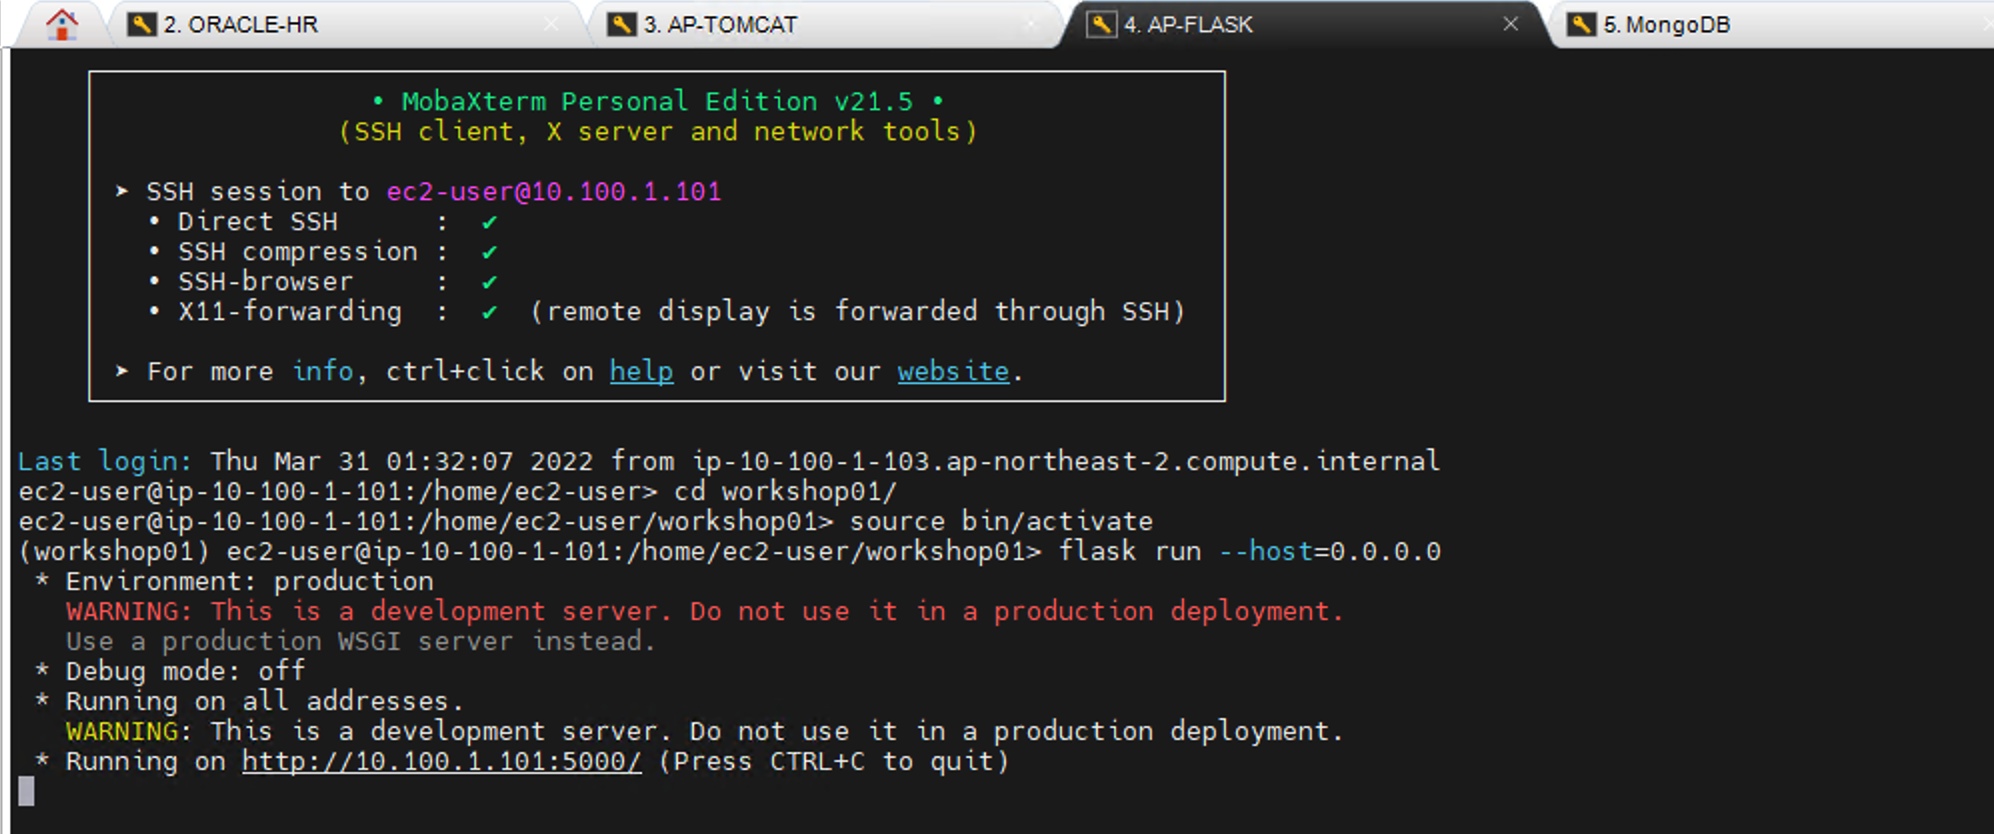 2. ORACLE-HR
3. AP-TOMCAT
4. AP-FLASK
5. MongoDB
• MobaXterm Personal Edition v21.5 •
(SSH client, X server and network tools)
➤ SSH session to ec2-user@10.100.1.101
• Direct SSH : ✔
• SSH compression : ✔
• SSH-browser : ✔
• X11-forwarding : ✔ (remote display is forwarded through SSH)
➤ For more info, ctrl+click on help or visit our website.
Last login: Thu Mar 31 01:32:07 2022 from ip-10-100-1-103.ap-northeast-2.compute.internal
ec2-user@ip-10-100-1-101:/home/ec2-user> cd workshop01/
ec2-user@ip-10-100-1-101:/home/ec2-user/workshop01> source bin/activate
(workshop01) ec2-user@ip-10-100-1-101:/home/ec2-user/workshop01> flask run --host=0.0.0.0
* Environment: production
WARNING: This is a development server. Do not use it in a production deployment.
Use a production WSGI server instead.
* Debug mode: off
* Running on all addresses.
WARNING: This is a development server. Do not use it in a production deployment.
* Running on http://10.100.1.101:5000/ (Press CTRL+C to quit)